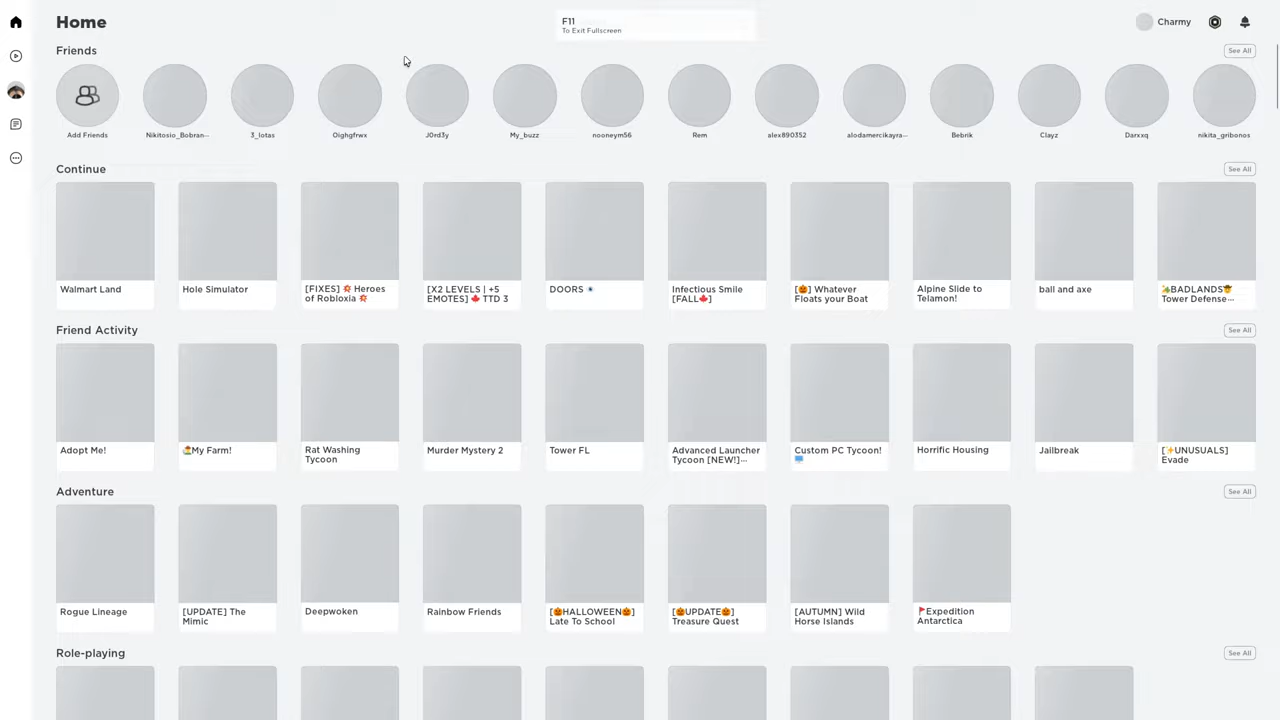 Home
F11
To Exit Fullscreen
Charmy
Friends
See All
Add Friends
Nikitosio_Bobran...
3_lotas
Oighgfrwx
J0rd3y
My_buzz
nooneym56
Rem
alex890352
alodamercikayra...
Bebrik
Clayz
Darxxq
nikita_gribonos
Continue
See All
Walmart Land
Hole Simulator
[FIXES] 💥 Heroes
of Robloxia 💥
[X2 LEVELS | +5
EMOTES] 🍁 TTD 3
DOORS 👁️
Infectious Smile
[FALL🍁]
[🎃] Whatever
Floats your Boat
Alpine Slide to
Telamon!
ball and axe
🌵BADLANDS🤠
Tower Defense...
Friend Activity
See All
Adopt Me!
🏡My Farm!
Rat Washing
Tycoon
Murder Mystery 2
Tower FL
Advanced Launcher
Tycoon [NEW!]...
Custom PC Tycoon!
🖥️
Horrific Housing
Jailbreak
[✨UNUSUALS]
Evade
Adventure
See All
Rogue Lineage
[UPDATE] The
Mimic
Deepwoken
Rainbow Friends
[🎃HALLOWEEN🎃]
Late To School
[🎃UPDATE🎃]
Treasure Quest
[AUTUMN] Wild
Horse Islands
🚩Expedition
Antarctica
Role-playing
See All